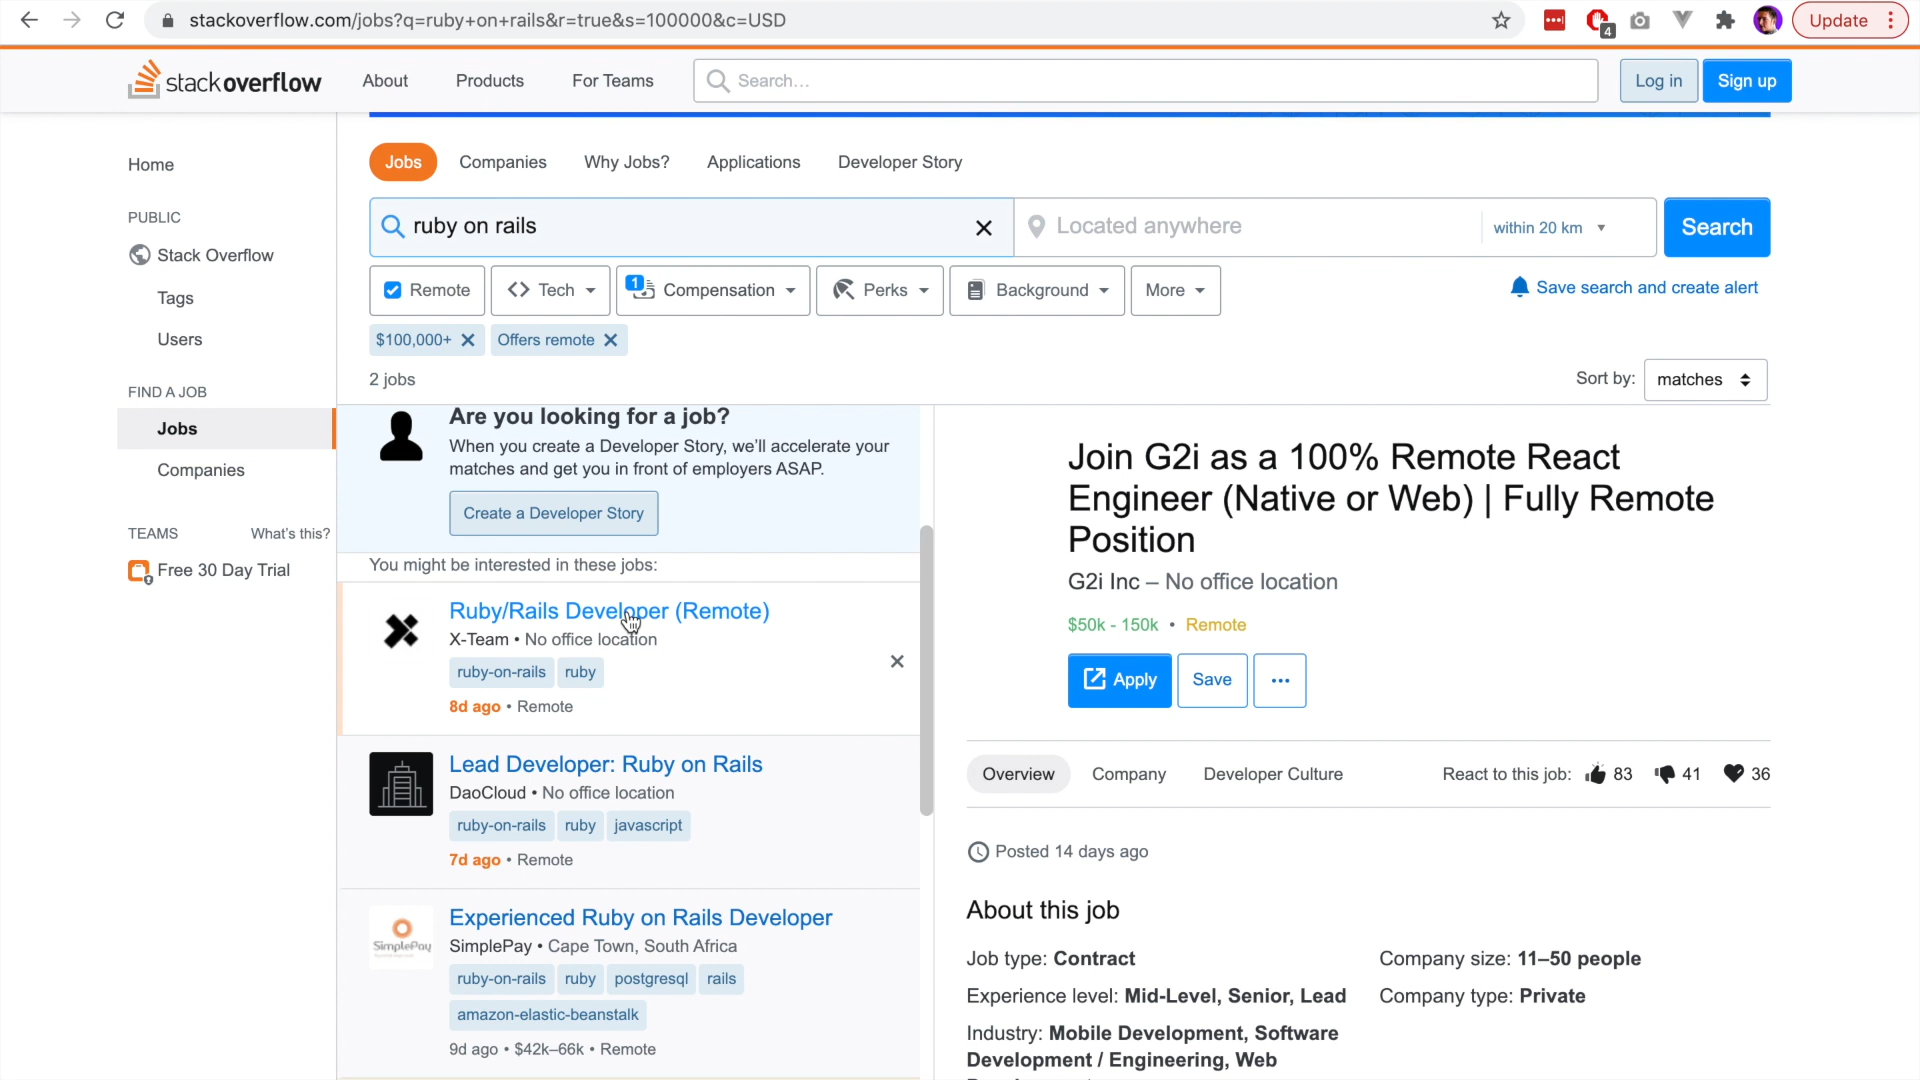 stackoverflow.com/jobs?q=ruby+on+rails&r=true&s=100000&c=USD
4
Update
stackoverflow
About
Products
For Teams
Search...
Log in
Sign up
Home
PUBLIC
Stack Overflow
Tags
Users
FIND A JOB
Jobs
Companies
TEAMS
What's this?
Free 30 Day Trial
Jobs
Companies
Why Jobs?
Applications
Developer Story
ruby on rails
Located anywhere
within 20 km
Search
Remote
Tech
1
Compensation
Perks
Background
More
Save search and create alert
$100,000+
Offers remote
2 jobs
Sort by:
matches
Are you looking for a job?
When you create a Developer Story, we'll accelerate your
matches and get you in front of employers ASAP.
Create a Developer Story
You might be interested in these jobs:
Ruby/Rails Developer (Remote)
X-Team • No office location
ruby-on-rails ruby
8d ago • Remote
Lead Developer: Ruby on Rails
DaoCloud • No office location
ruby-on-rails ruby javascript
7d ago • Remote
SimplePay
Experienced Ruby on Rails Developer
SimplePay • Cape Town, South Africa
ruby-on-rails ruby postgresql rails
amazon-elastic-beanstalk
9d ago • $42k–66k • Remote
Join G2i as a 100% Remote React
Engineer (Native or Web) | Fully Remote
Position
G2i Inc – No office location
$50k - 150k • Remote
Apply
Save
Overview
Company
Developer Culture
React to this job: 83 41 36
Posted 14 days ago
About this job
Job type: Contract
Experience level: Mid-Level, Senior, Lead
Industry: Mobile Development, Software
Development / Engineering, Web
Company size: 11–50 people
Company type: Private